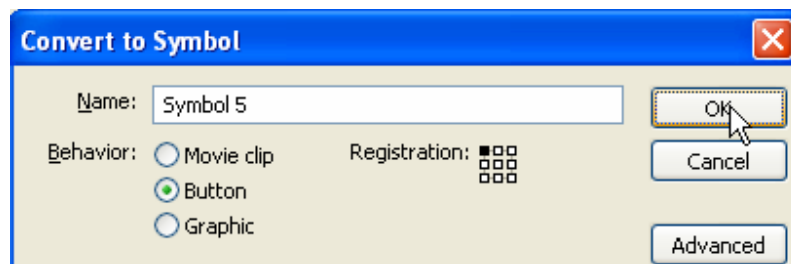 Convert to Symbol
Name: Symbol 5 OK
Behavior: Movie clip Registration: Cancel
Button
Graphic
Advanced